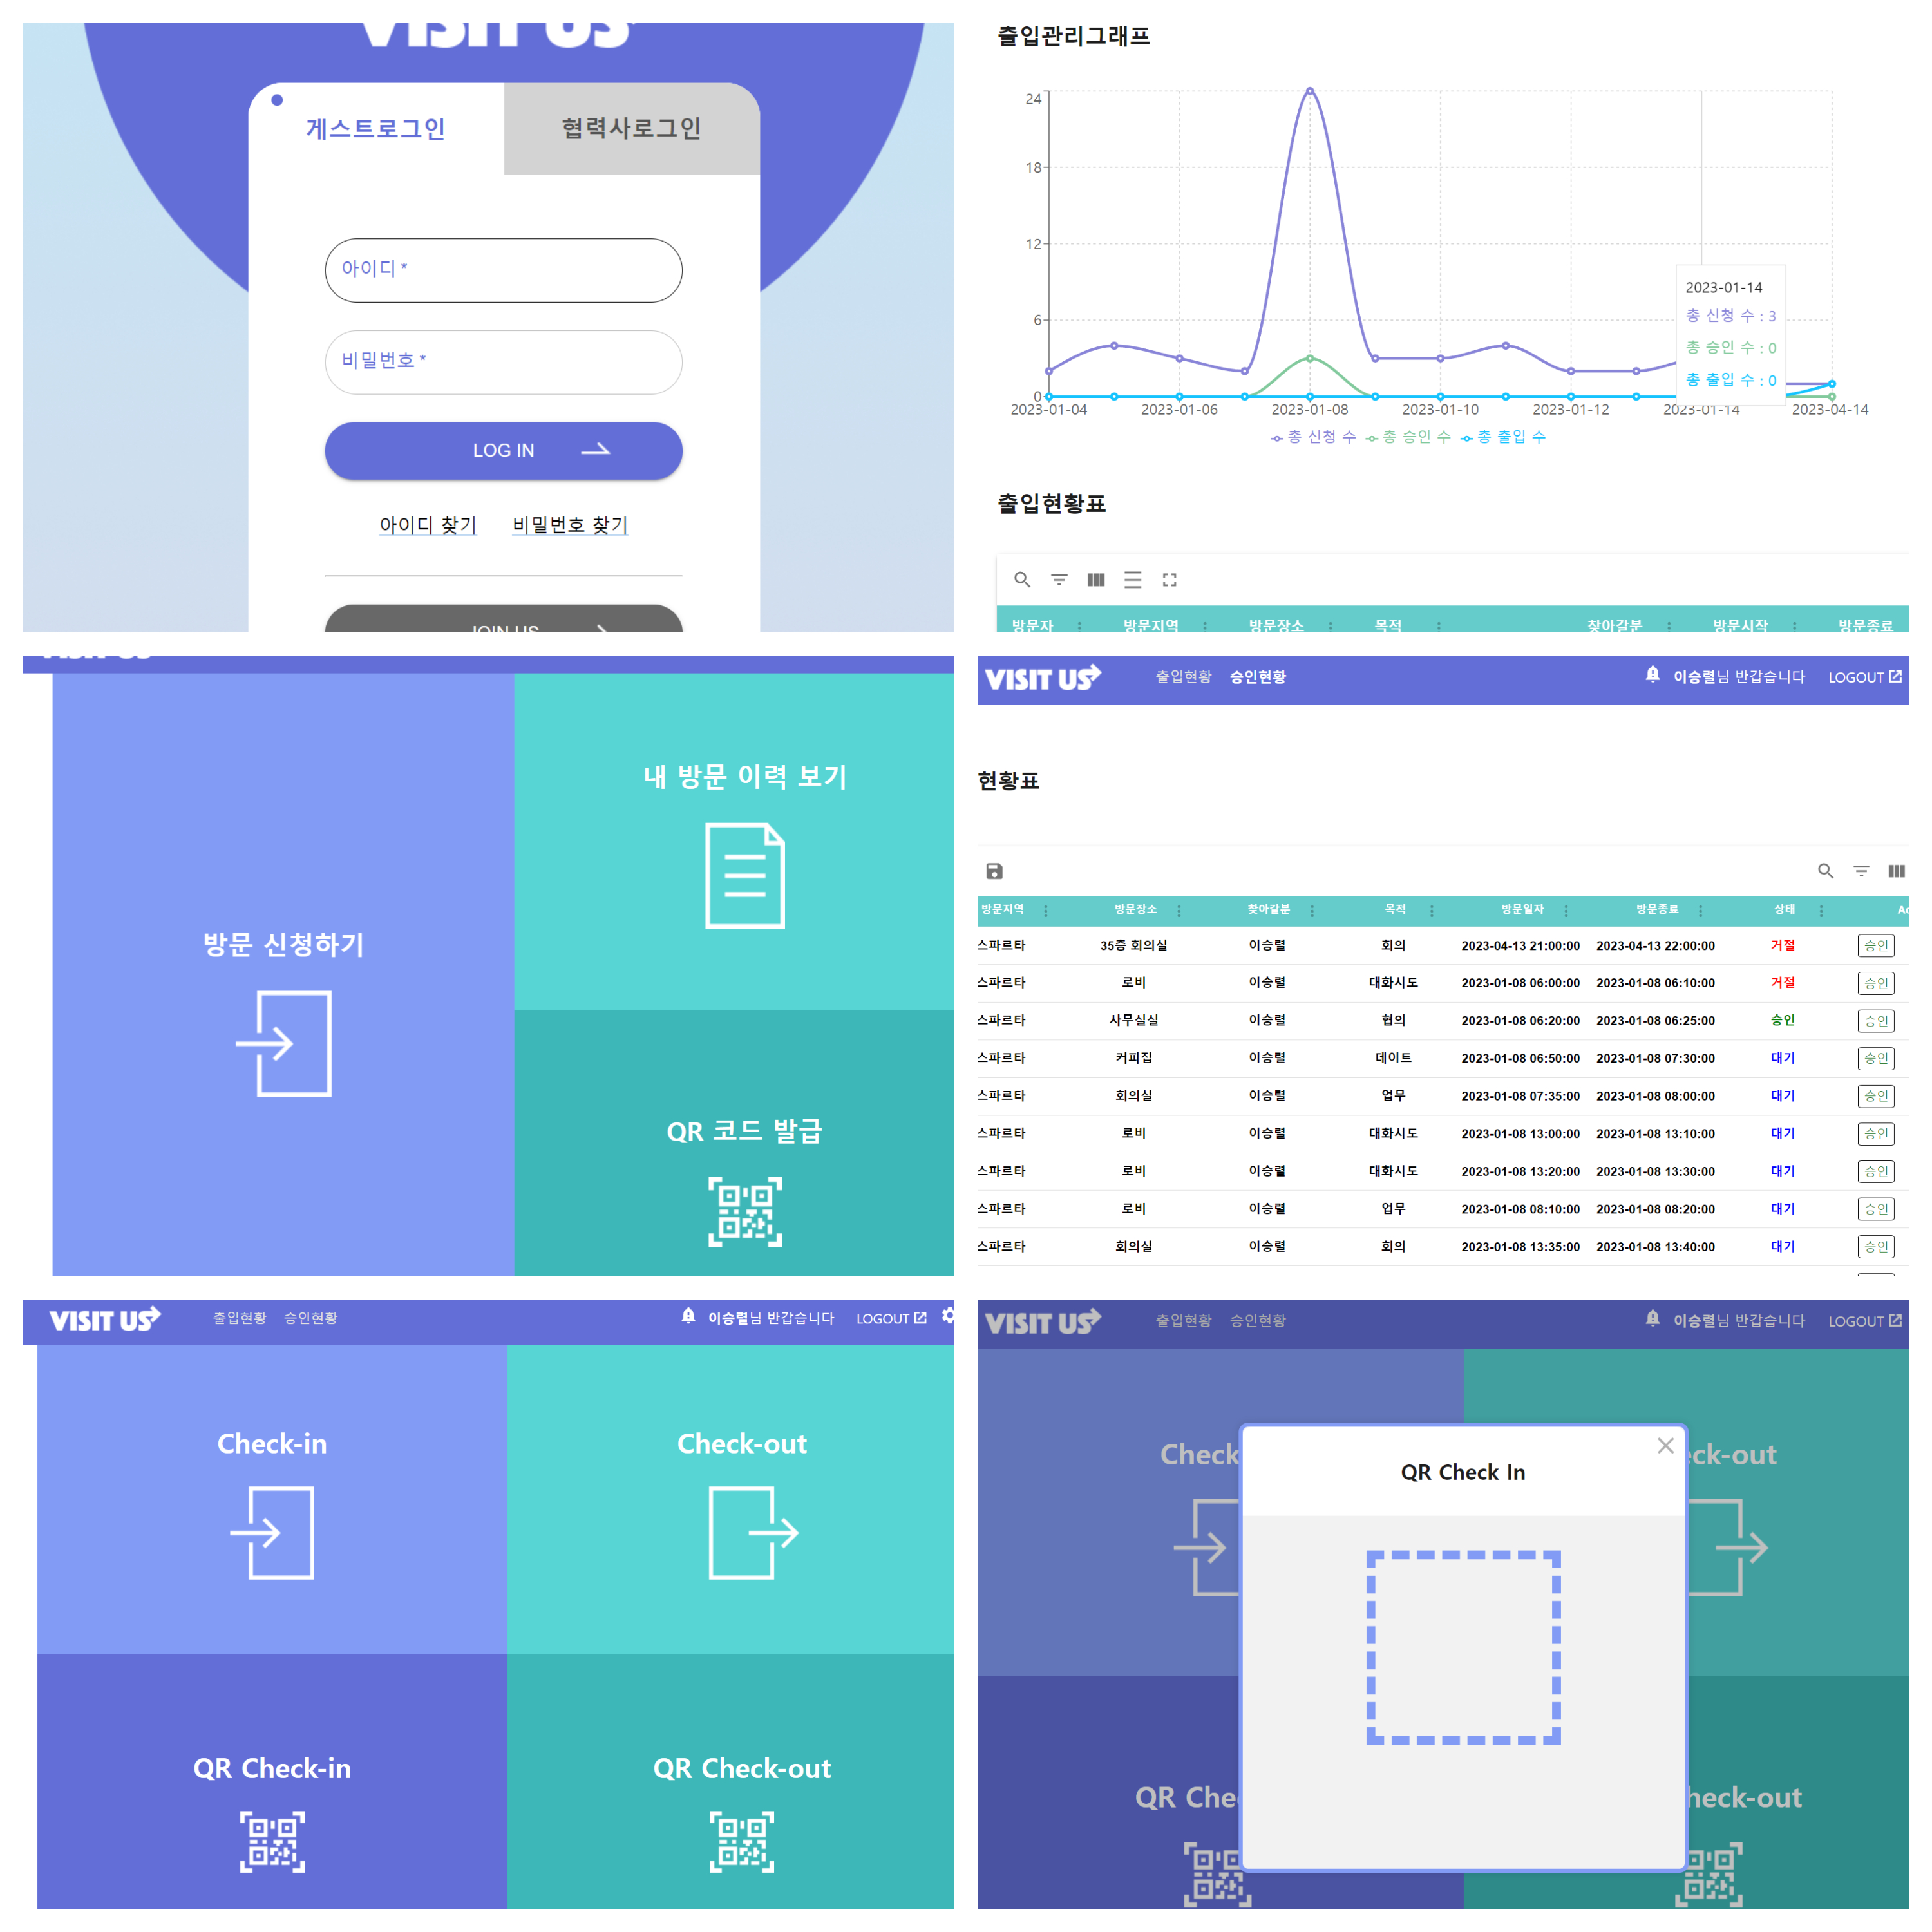 VISIT US
게스트로그인
협력사로그인
아이디 *
비밀번호 *
LOG IN
아이디 찾기 비밀번호 찾기
JOIN US
출입관리그래프
24
18
12
6
0
2023-01-04 2023-01-06 2023-01-08 2023-01-10 2023-01-12 2023-01-14 2023-04-14
2023-01-14
총 신청 수 : 3
총 승인 수 : 0
총 출입 수 : 0
총 신청 수 총 승인 수 총 출입 수
출입현황표
방문자 방문지역 방문장소 목적 찾아갈분 방문시작 방문종료
VISIT US
방문 신청하기
내 방문 이력 보기
QR 코드 발급
VISIT US 출입현황 승인현황 이승렬님 반갑습니다 LOGOUT
현황표
방문지역 방문장소 찾아갈분 목적 방문일자 방문종료 상태
스파르타 35층 회의실 이승렬 회의 2023-04-13 21:00:00 2023-04-13 22:00:00 거절 승인
스파르타 로비 이승렬 대화시도 2023-01-08 06:00:00 2023-01-08 06:10:00 거절 승인
스파르타 사무실실 이승렬 협의 2023-01-08 06:20:00 2023-01-08 06:25:00 승인 승인
스파르타 커피집 이승렬 데이트 2023-01-08 06:50:00 2023-01-08 07:30:00 대기 승인
스파르타 회의실 이승렬 업무 2023-01-08 07:35:00 2023-01-08 08:00:00 대기 승인
스파르타 로비 이승렬 대화시도 2023-01-08 13:00:00 2023-01-08 13:10:00 대기 승인
스파르타 로비 이승렬 대화시도 2023-01-08 13:20:00 2023-01-08 13:30:00 대기 승인
스파르타 로비 이승렬 업무 2023-01-08 08:10:00 2023-01-08 08:20:00 대기 승인
스파르타 회의실 이승렬 회의 2023-01-08 13:35:00 2023-01-08 13:40:00 대기 승인
VISIT US 출입현황 승인현황 이승렬님 반갑습니다 LOGOUT
Check-in
Check-out
QR Check-in
QR Check-out
VISIT US 출입현황 승인현황 이승렬님 반갑습니다 LOGOUT
Check
ck-out
QR Check In
QR Che
heck-out